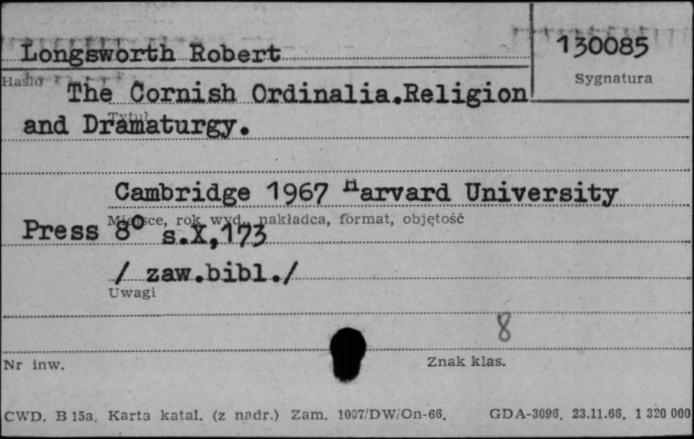 Longsworth Robert
130085
Hasło
Sygnatura
The Cornish Ordinalia.Religion
Tytuł
and Dramaturgy.
Cambridge 1967 Harvard University
Miejsce, rok wyd., nakładca, format, objętość
Press 8° s.X,173
/ zaw.bibl./
Uwagi
8
Nr inw.
Znak klas.
CWD. B 15a. Karta katal. (z nadr.) Zam. 1007/DW/On-66. GDA-3096. 23.11.66. 1 320 000